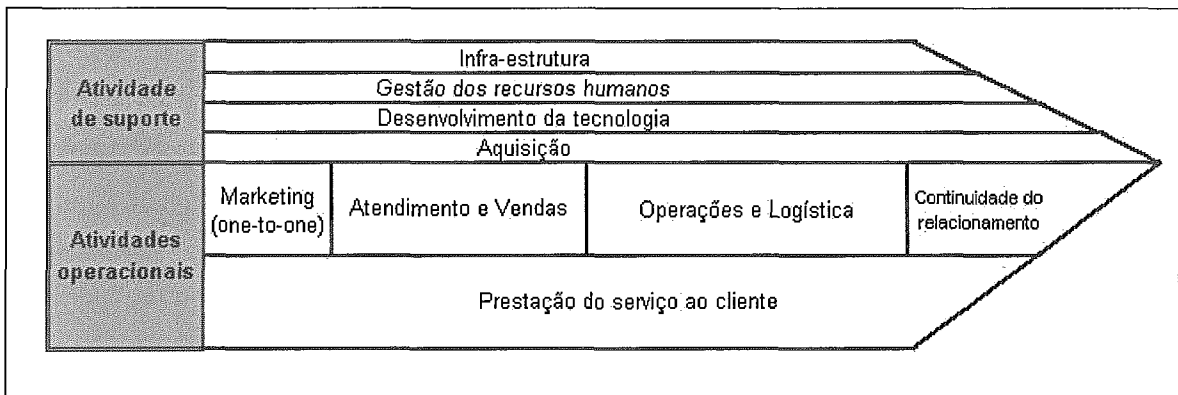 Atividade
de suporte
Infra-estrutura
Gestão dos recursos humanos
Desenvolvimento da tecnologia
Aquisição
Atividades
operacionais
Marketing
(one-to-one)
Atendimento e Vendas
Operações e Logística
Continuidade do
relacionamento
Prestação do serviço ao cliente